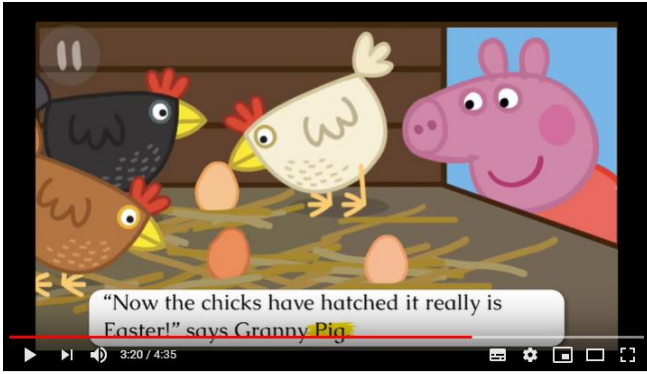 “Now the chicks have hatched it really is
Easter!” says Granny Pig.
3:20 / 4:35